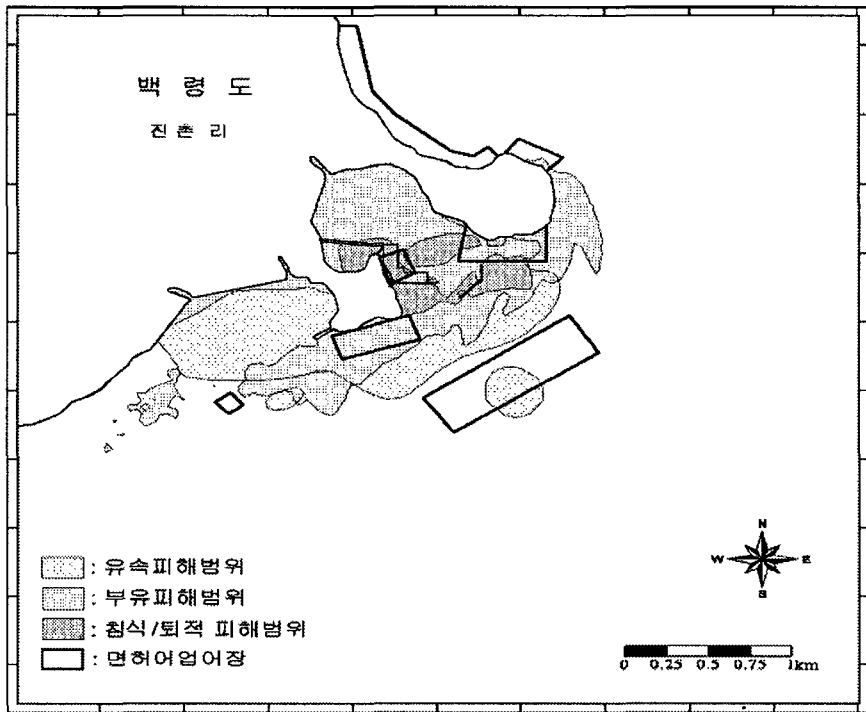 백 령 도
진 촌 리
: 유속피해범위
: 부유피해범위
: 침식/퇴적 피해범위
: 면허어업어장
N
W E
S
0 0.25 0.5 0.75 1km